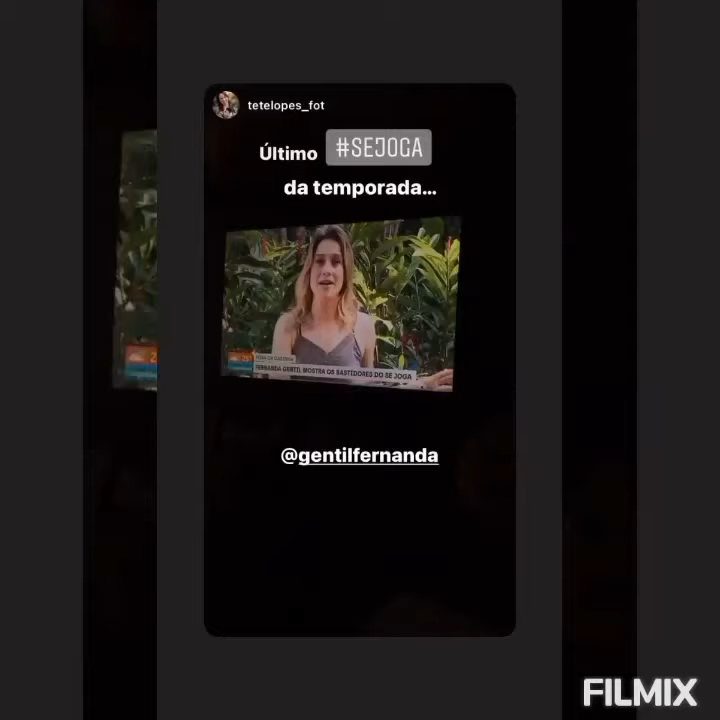 tetelopes_fot
Último #SEJOGA
da temporada...
FERNANDA GENTIL MOSTRA OS BASTIDORES DO SE JOGA
@gentilfernanda
FILMIX